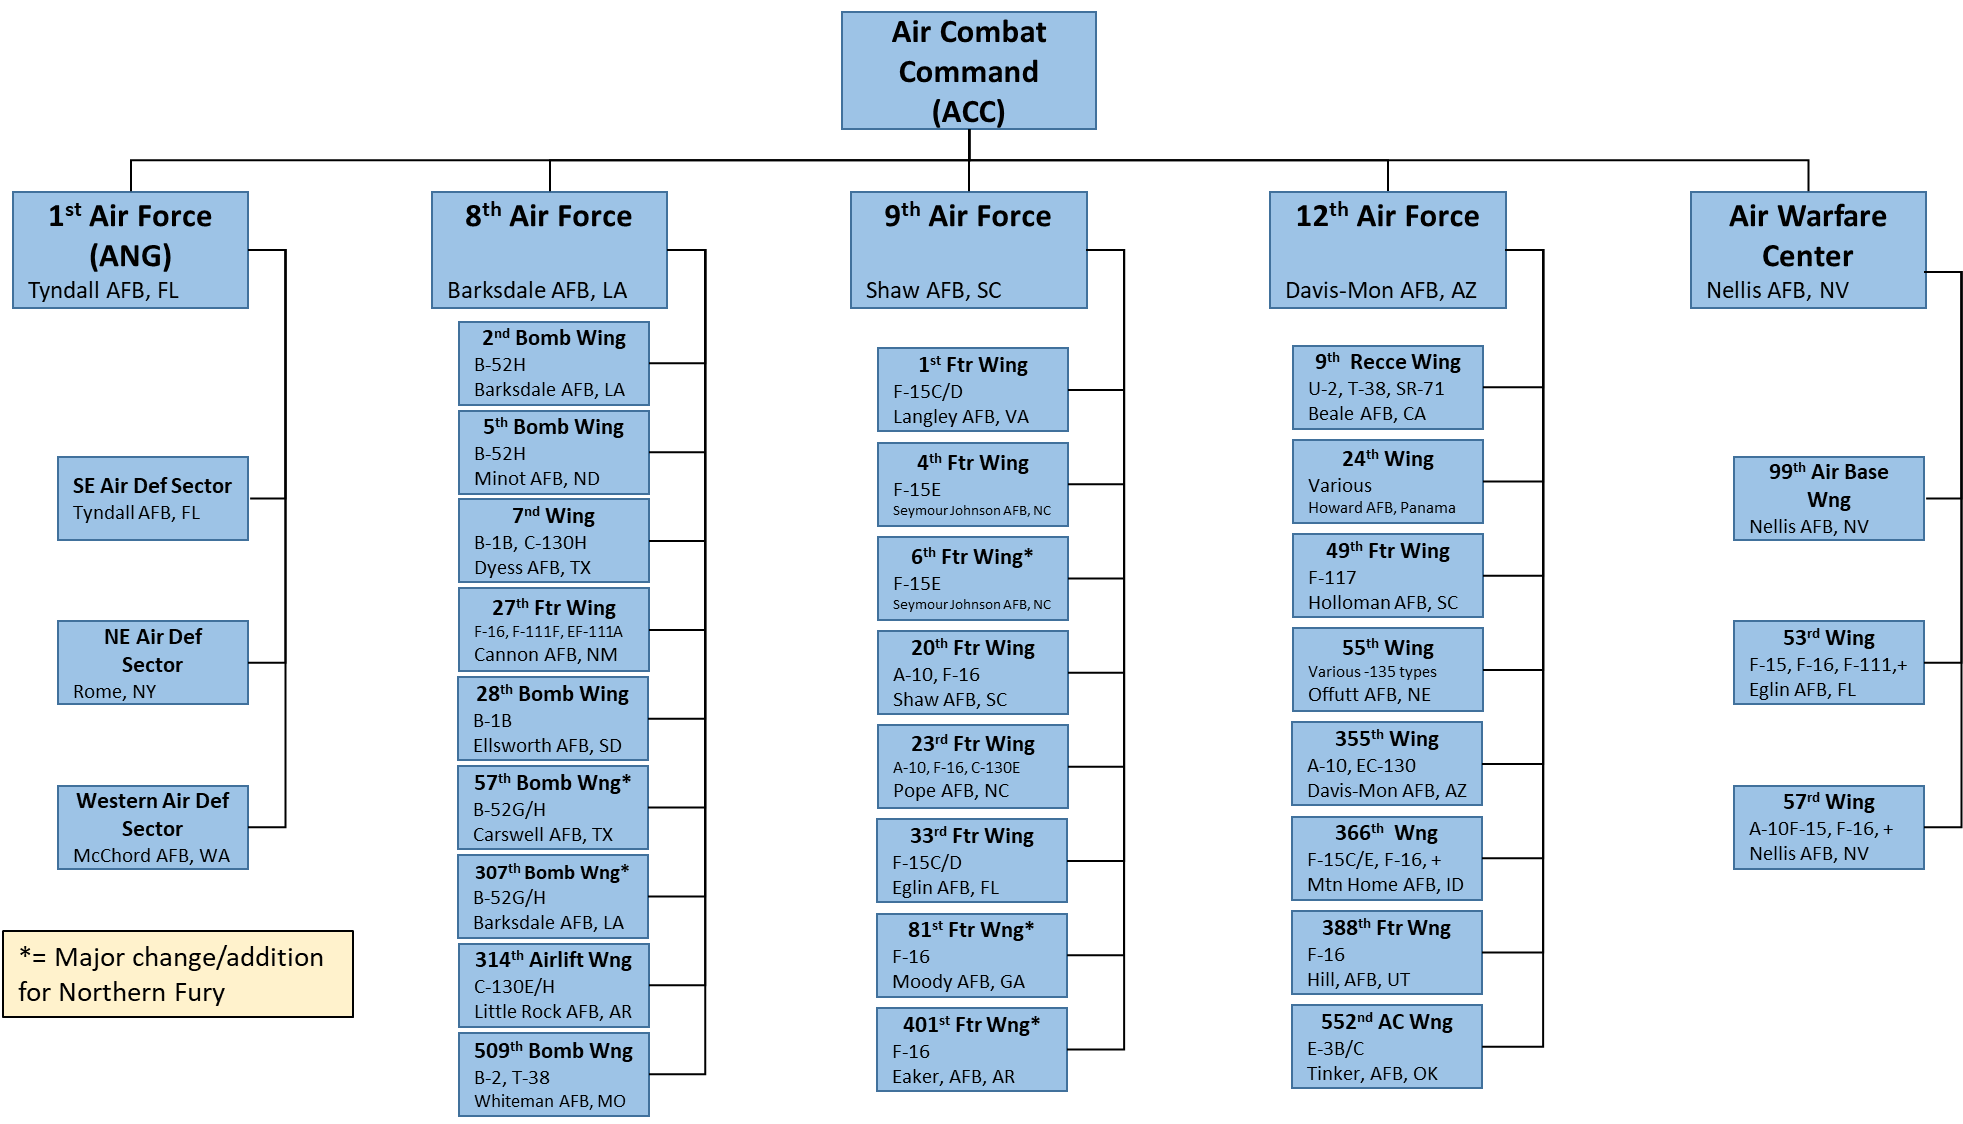 Air Combat
Command
(ACC)
1st Air Force
(ANG)
Tyndall AFB, FL
SE Air Def Sector
Tyndall AFB, FL
NE Air Def
Sector
Rome, NY
Western Air Def
Sector
McChord AFB, WA
8th Air Force
Barksdale AFB, LA
2nd Bomb Wing
B-52H
Barksdale AFB, LA
5th Bomb Wing
B-52H
Minot AFB, ND
7nd Wing
B-1B, C-130H
Dyess AFB, TX
27th Ftr Wing
F-16, F-111F, EF-111A
Cannon AFB, NM
28th Bomb Wing
B-1B
Ellsworth AFB, SD
57th Bomb Wng*
B-52G/H
Carswell AFB, TX
307th Bomb Wng*
B-52G/H
Barksdale AFB, LA
314th Airlift Wng
C-130E/H
Little Rock AFB, AR
509th Bomb Wng
B-2, T-38
Whiteman AFB, MO
9th Air Force
Shaw AFB, SC
1st Ftr Wing
F-15C/D
Langley AFB, VA
4th Ftr Wing
F-15E
Seymour Johnson AFB, NC
6th Ftr Wing*
F-15E
Seymour Johnson AFB, NC
20th Ftr Wing
A-10, F-16
Shaw AFB, SC
23rd Ftr Wing
A-10, F-16, C-130E
Pope AFB, NC
33rd Ftr Wing
F-15C/D
Eglin AFB, FL
81st Ftr Wng*
F-16
Moody AFB, GA
401st Ftr Wng*
F-16
Eaker, AFB, AR
12th Air Force
Davis-Mon AFB, AZ
9th Recce Wing
U-2, T-38, SR-71
Beale AFB, CA
24th Wing
Various
Howard AFB, Panama
49th Ftr Wing
F-117
Holloman AFB, SC
55th Wing
Various -135 types
Offutt AFB, NE
355th Wing
A-10, EC-130
Davis-Mon AFB, AZ
366th Wng
F-15C/E, F-16, +
Mtn Home AFB, ID
388th Ftr Wng
F-16
Hill, AFB, UT
552nd AC Wng
E-3B/C
Tinker, AFB, OK
Air Warfare
Center
Nellis AFB, NV
99th Air Base
Wng
Nellis AFB, NV
53rd Wing
F-15, F-16, F-111,+
Eglin AFB, FL
57rd Wing
A-10F-15, F-16, +
Nellis AFB, NV
*= Major change/addition
for Northern Fury